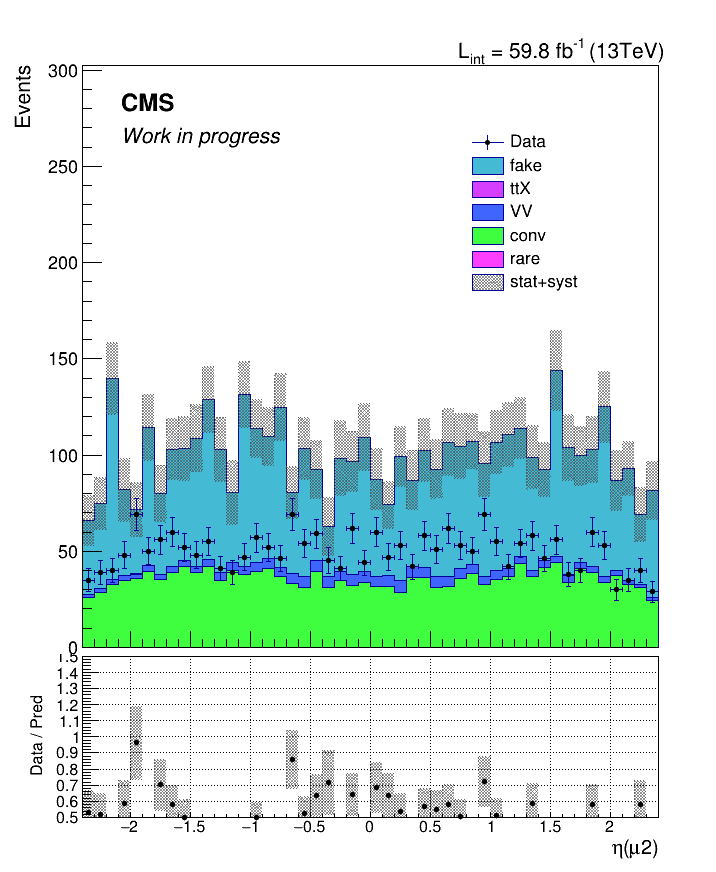 L_int = 59.8 fb^-1 (13TeV)
Events
300
CMS
Work in progress
Data
fake
ttX
VV
conv
rare
stat+syst
250
200
150
100
50
0
Data / Pred
1.5
1.4
1.3
1.2
1.1
1
0.9
0.8
0.7
0.6
0.5
−2 −1.5 −1 −0.5 0 0.5 1 1.5 2
η(μ2)